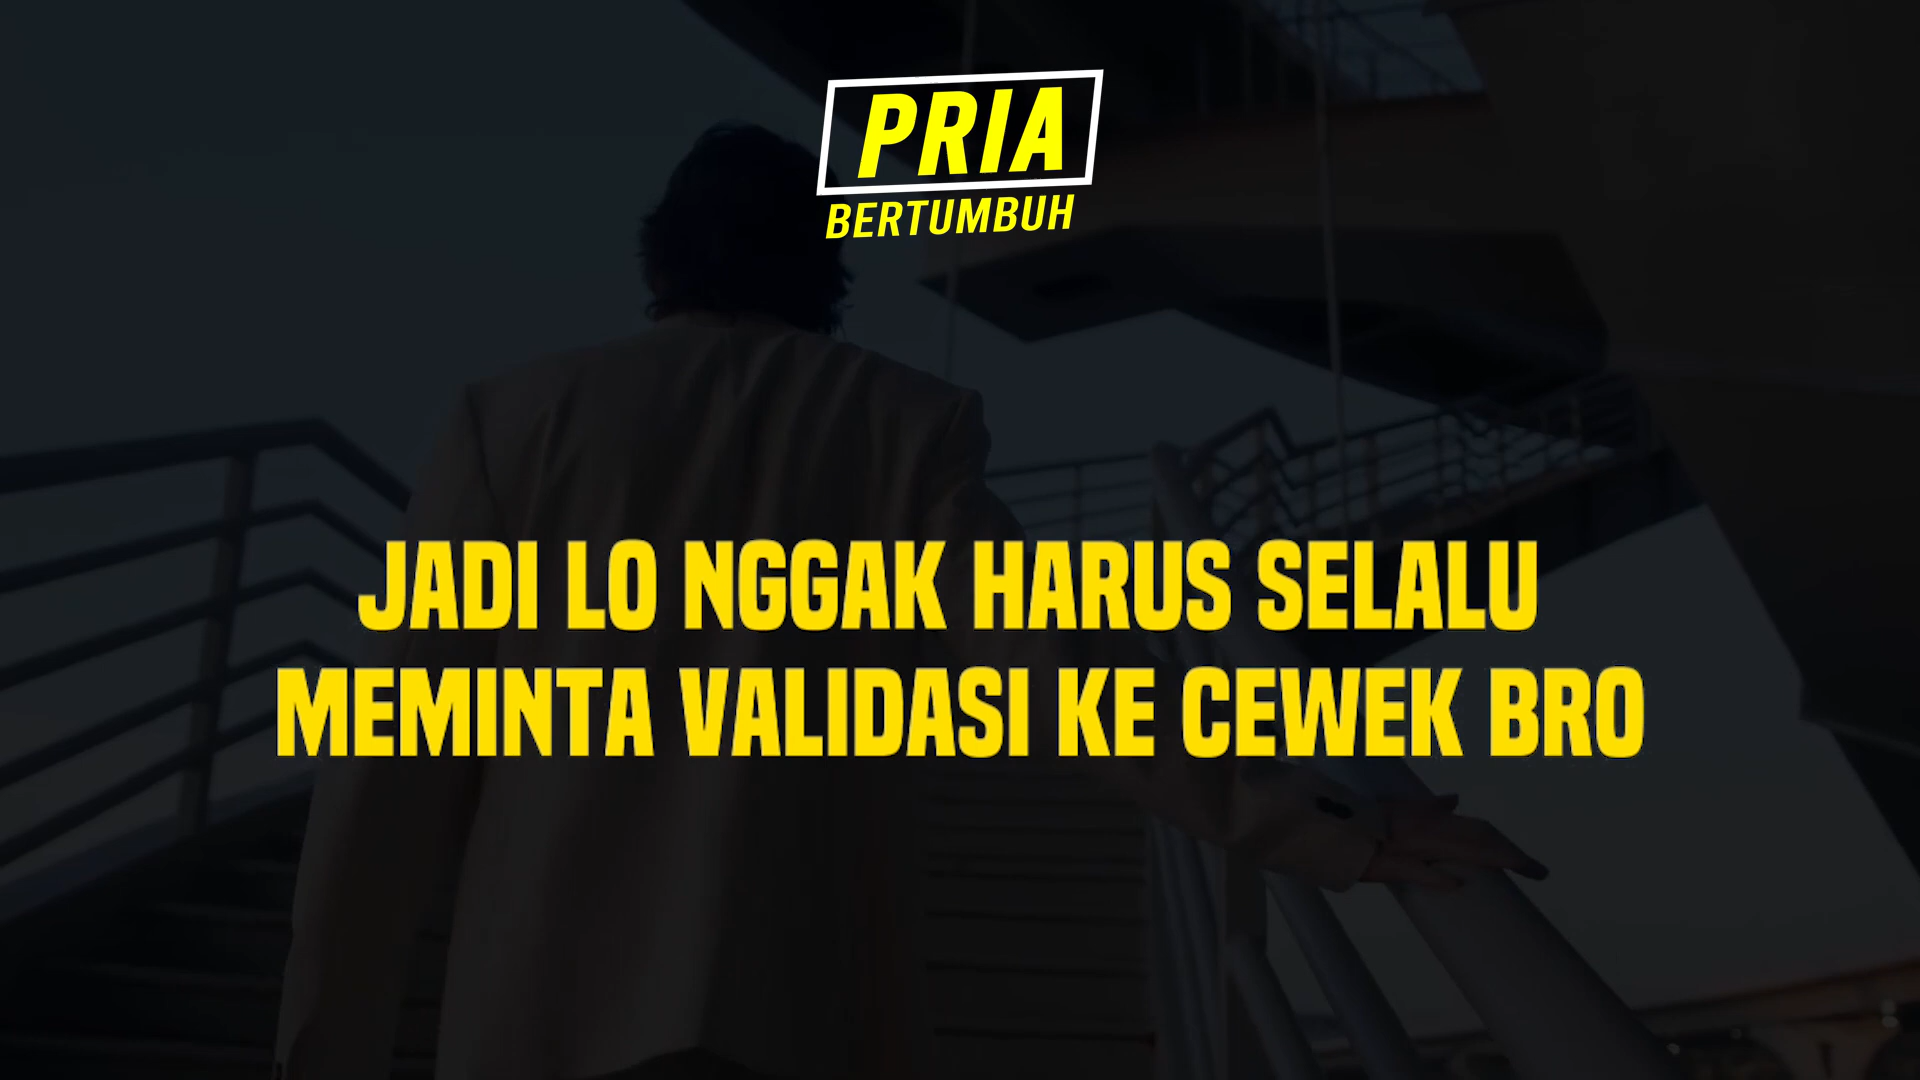 PRIA
BERTUMBUH
JADI LO NGGAK HARUS SELALU
MEMINTA VALIDASI KE CEWEK BRO